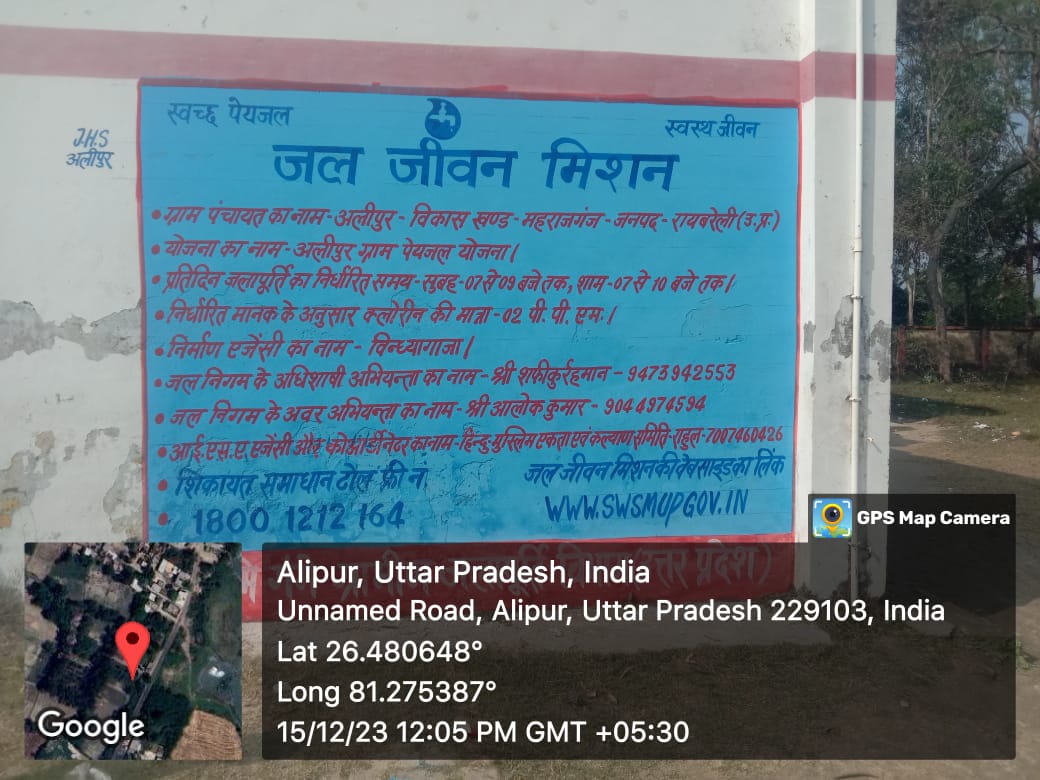 स्वच्छ पेयजल
स्वस्थ जीवन
J.H.S
अलीपुर
जल जीवन मिशन
• ग्राम पंचायत का नाम - अलीपुर - विकास खण्ड - महराजगंज - जनपद - रायबरेली (उ.प्र.)
• योजना का नाम - अलीपुर ग्राम पेयजल योजना।
• प्रतिदिन जलापूर्ति का निर्धारित समय - सुबह - 07 से 09 बजे तक, शाम - 07 से 10 बजे तक।
• निर्धारित मानक के अनुसार क्लोरीन की मात्रा - 02 पी. पी. एम.।
• निर्माण एजेंसी का नाम - विन्ध्यागाजा।
• जल निगम के अधिशाषी अभियन्ता का नाम - श्री शफीकुर्रहमान - 9473942553
• जल निगम के अवर अभियन्ता का नाम - श्री आलोक कुमार - 9044974594
• आई.एस.ए. एजेंसी और कोआर्डीनेटर का नाम - हिन्दु-मुस्लिम एकता एवं कल्याण समिति - राहुल - 7007460426
• शिकायत समाधान टोल फ्री नं.
• 1800 1212 164
जल जीवन मिशन की वेबसाइड का लिंक
WWW.SWSMUPGOV.IN
(उत्तर प्रदेश)
GPS Map Camera
Google
Alipur, Uttar Pradesh, India
Unnamed Road, Alipur, Uttar Pradesh 229103, India
Lat 26.480648°
Long 81.275387°
15/12/23 12:05 PM GMT +05:30